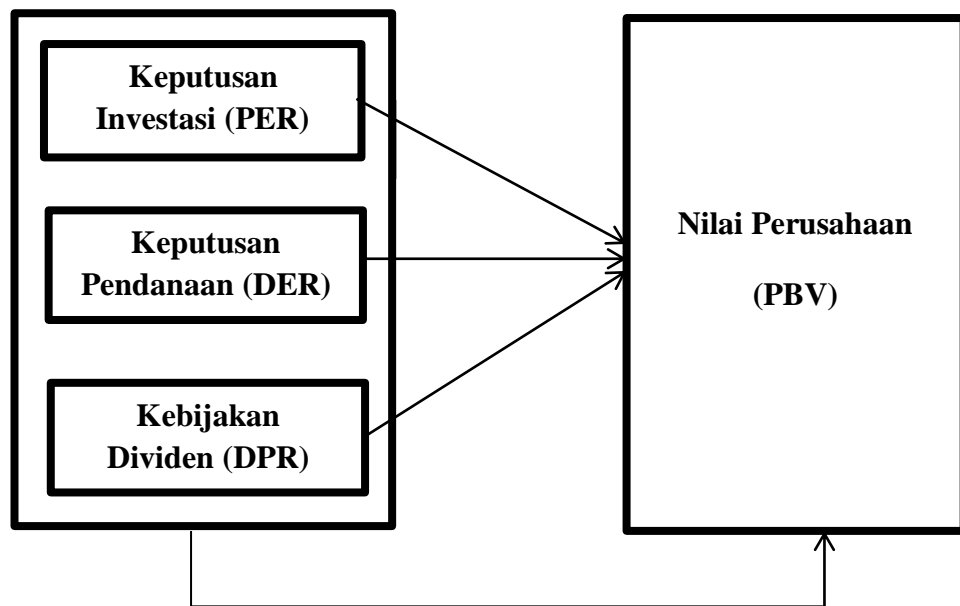 Keputusan
Investasi (PER)
Keputusan
Pendanaan (DER)
Kebijakan
Dividen (DPR)
Nilai Perusahaan
(PBV)